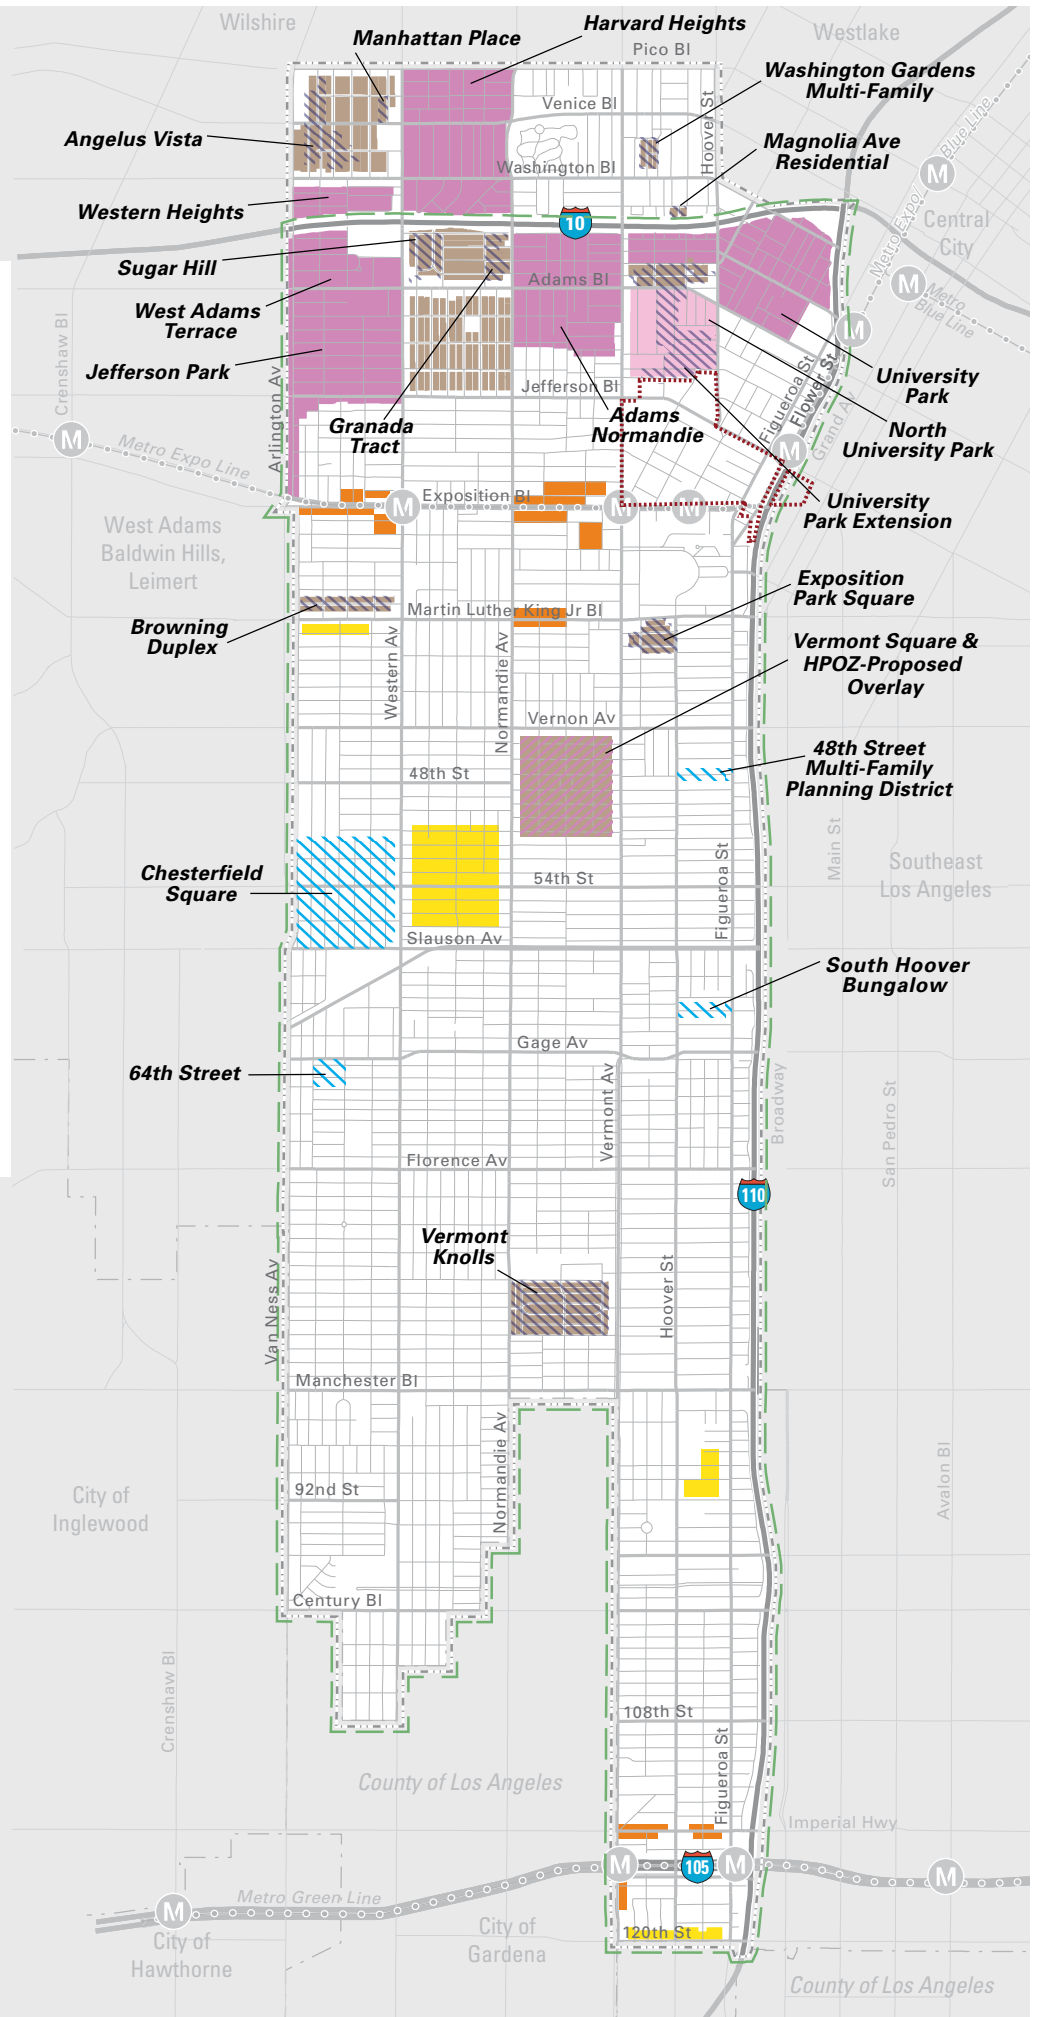 Wilshire
Harvard Heights
Manhattan Place
Pico Bl
Westlake
Washington Gardens
Multi-Family
Venice Bl
Hoover St
Metro Expo Line
Blue Line
M
Angelus Vista
Magnolia Ave
Residential
Washington Bl
Western Heights
10
Central
City
Sugar Hill
Adams Bl
M
Metro
Blue Line
West Adams
Terrace
M
Crenshaw Bl
Jefferson Park
Arlington Av
Jefferson Bl
Figueroa St
Flower St
Grand Av
University
Park
Granada
Tract
Adams
Normandie
North
University Park
M
Metro Expo Line
M
Exposition Bl
M
M
M
University
Park Extension
West Adams
Baldwin Hills,
Leimert
Exposition
Park Square
Martin Luther King Jr Bl
Browning
Duplex
Western Av
Normandie Av
Vermont Square &
HPOZ-Proposed
Overlay
Vernon Av
48th St
48th Street
Multi-Family
Planning District
Main St
Chesterfield
Square
54th St
Figueroa St
Southeast
Los Angeles
Slauson Av
South Hoover
Bungalow
Gage Av
64th Street
Vermont Av
Broadway
San Pedro St
Florence Av
110
Vermont
Knolls
Van Ness Av
Hoover St
Manchester Bl
Normandie Av
92nd St
City of
Inglewood
Avalon Bl
Century Bl
Crenshaw Bl
108th St
Figueroa St
County of Los Angeles
Imperial Hwy
M
105
M
M
Metro Green Line
M
City of
Hawthorne
City of
Gardena
120th St
County of Los Angeles